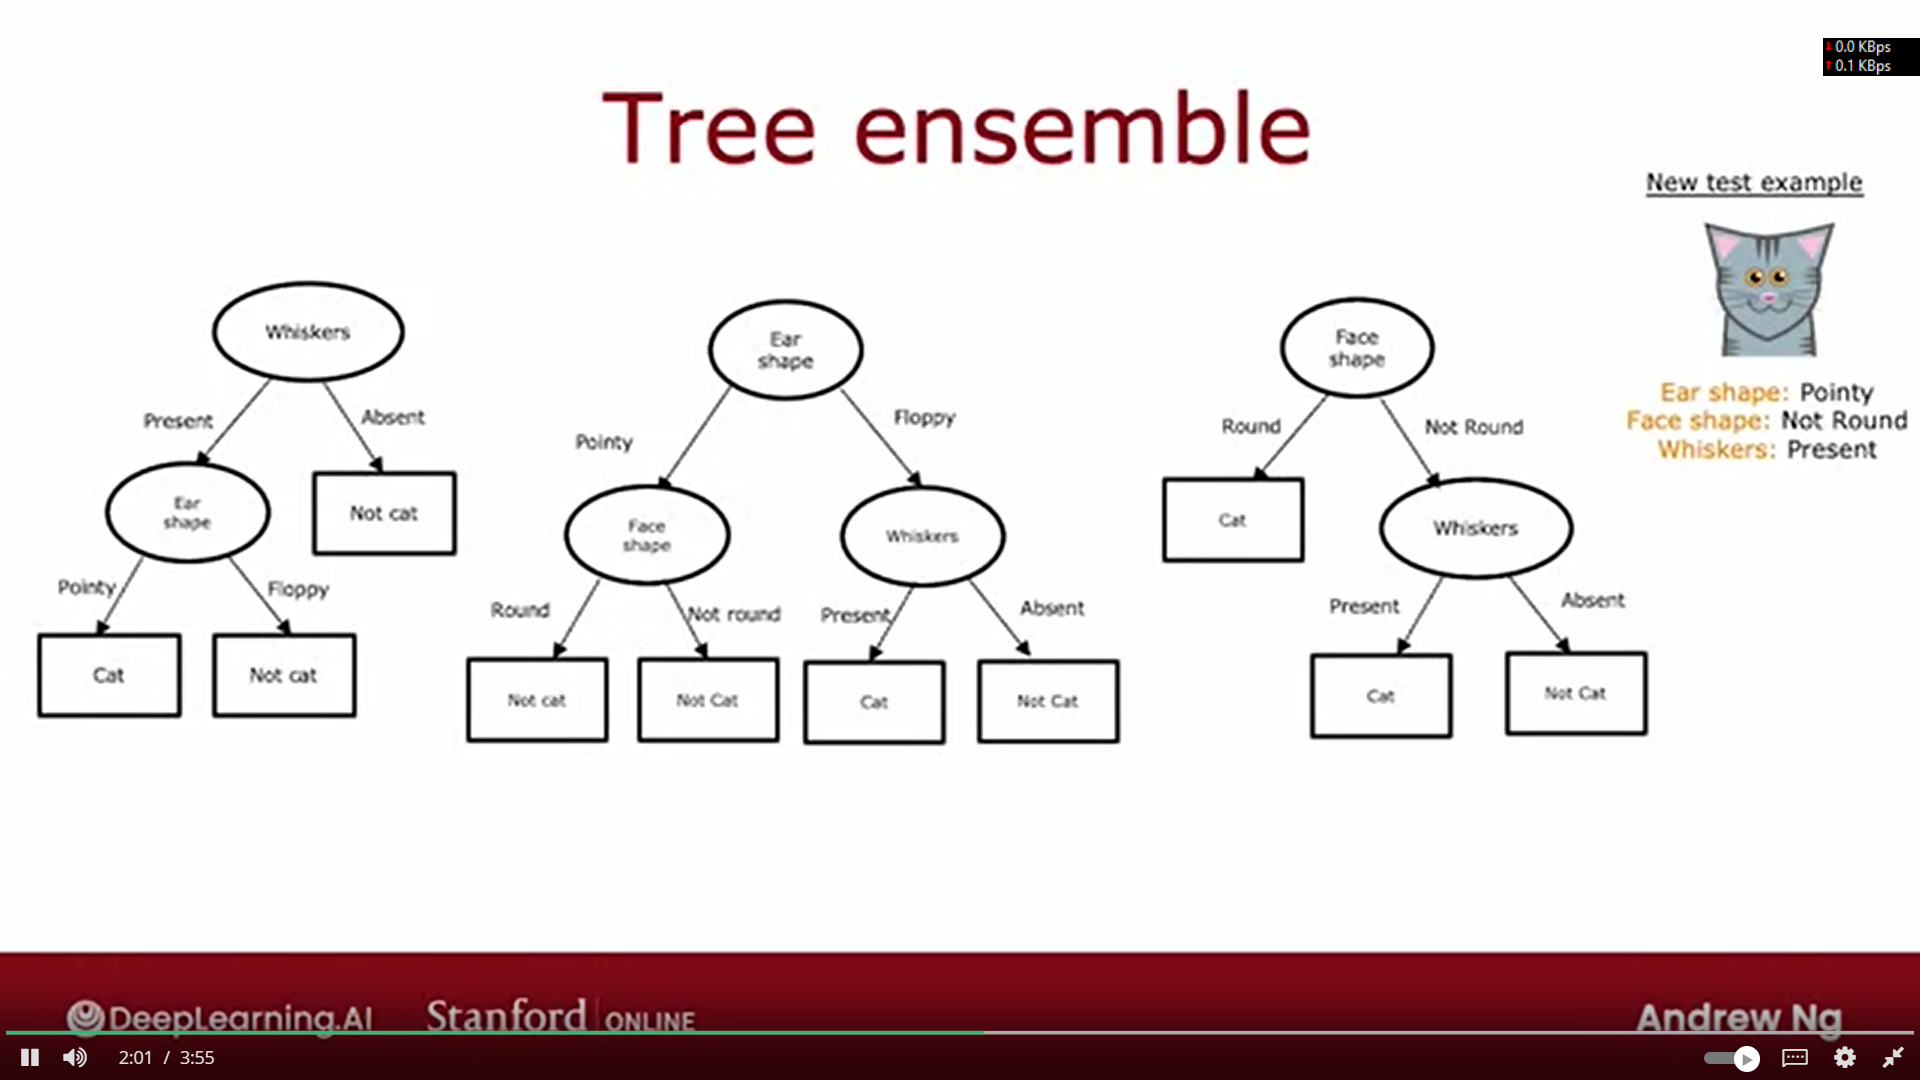 0.0 KBps
0.1 KBps
Tree ensemble
New test example
Ear shape: Pointy
Face shape: Not Round
Whiskers: Present
Whiskers
Present
Absent
Ear
shape
Not cat
Pointy
Floppy
Cat
Not cat
Ear
shape
Pointy
Floppy
Face
shape
Whiskers
Round
Not round
Present
Absent
Not cat
Not Cat
Cat
Not Cat
Face
shape
Round
Not Round
Cat
Whiskers
Present
Absent
Cat
Not Cat
DeepLearning.AI
Stanford ONLINE
Andrew Ng
2:01 / 3:55